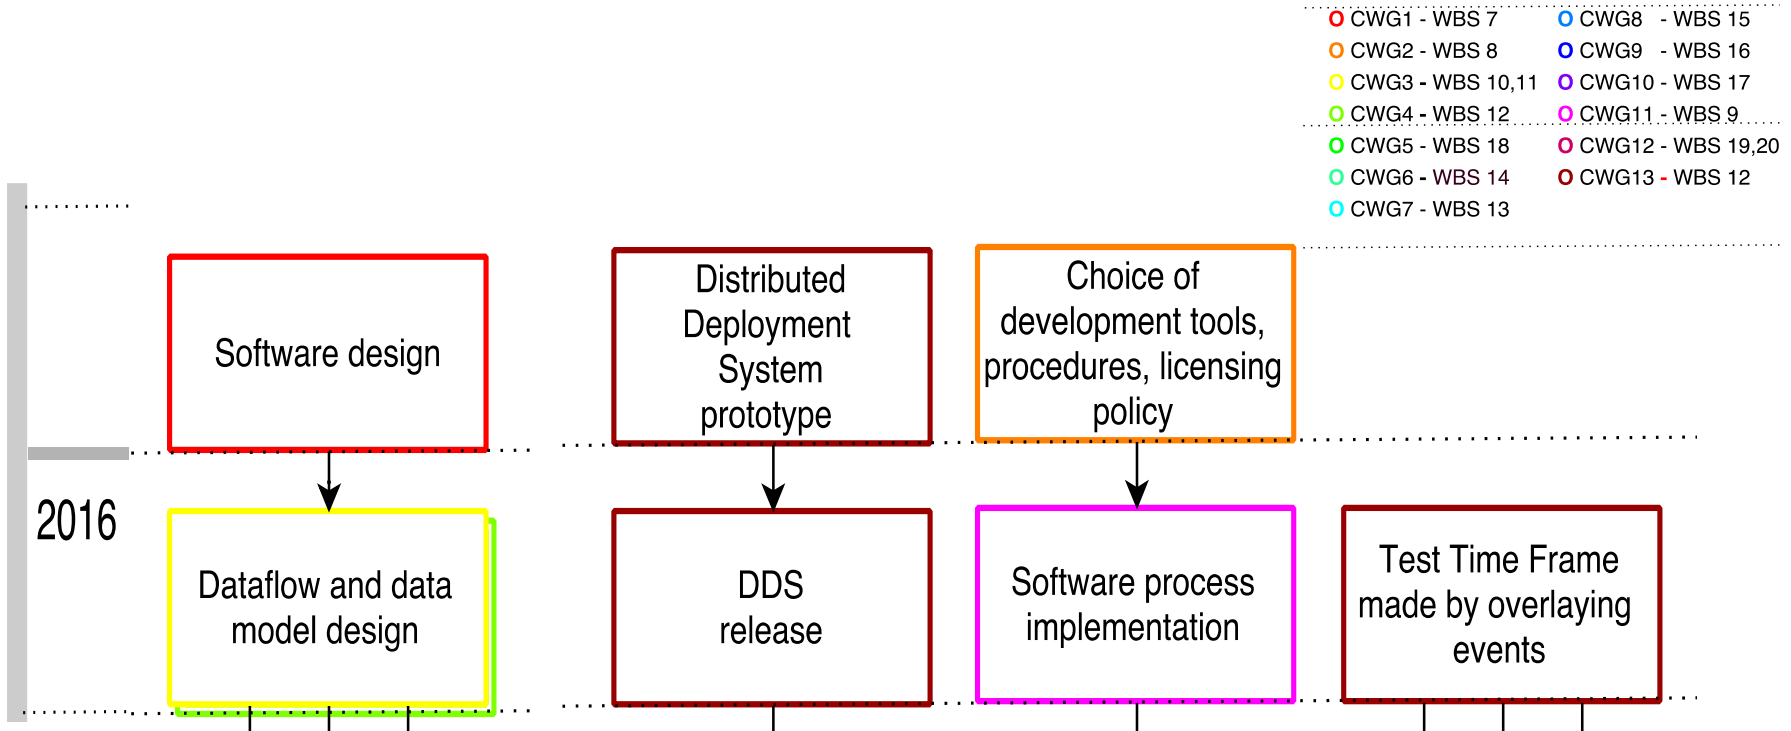 O CWG1 - WBS 7
O CWG2 - WBS 8
O CWG3 - WBS 10,11
O CWG4 - WBS 12
O CWG5 - WBS 18
O CWG6 - WBS 14
O CWG7 - WBS 13
O CWG8 - WBS 15
O CWG9 - WBS 16
O CWG10 - WBS 17
O CWG11 - WBS 9
O CWG12 - WBS 19,20
O CWG13 - WBS 12
Software design
Distributed
Deployment
System
prototype
Choice of
development tools,
procedures, licensing
policy
2016
Dataflow and data
model design
DDS
release
Software process
implementation
Test Time Frame
made by overlaying
events